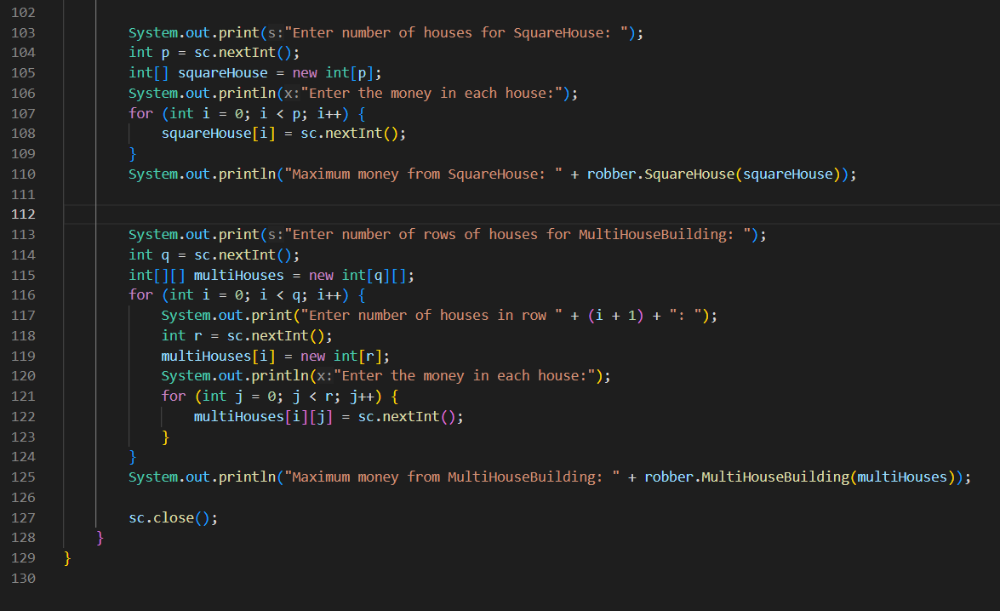 102
103 System.out.print(s:"Enter number of houses for SquareHouse: ");
104 int p = sc.nextInt();
105 int[] squareHouse = new int[p];
106 System.out.println(x:"Enter the money in each house:");
107 for (int i = 0; i < p; i++) {
108 squareHouse[i] = sc.nextInt();
109 }
110 System.out.println("Maximum money from SquareHouse: " + robber.SquareHouse(squareHouse));
111
112
113 System.out.print(s:"Enter number of rows of houses for MultiHouseBuilding: ");
114 int q = sc.nextInt();
115 int[][] multiHouses = new int[q][];
116 for (int i = 0; i < q; i++) {
117 System.out.print("Enter number of houses in row " + (i + 1) + ": ");
118 int r = sc.nextInt();
119 multiHouses[i] = new int[r];
120 System.out.println(x:"Enter the money in each house:");
121 for (int j = 0; j < r; j++) {
122 multiHouses[i][j] = sc.nextInt();
123 }
124 }
125 System.out.println("Maximum money from MultiHouseBuilding: " + robber.MultiHouseBuilding(multiHouses));
126
127 sc.close();
128 }
129 }
130